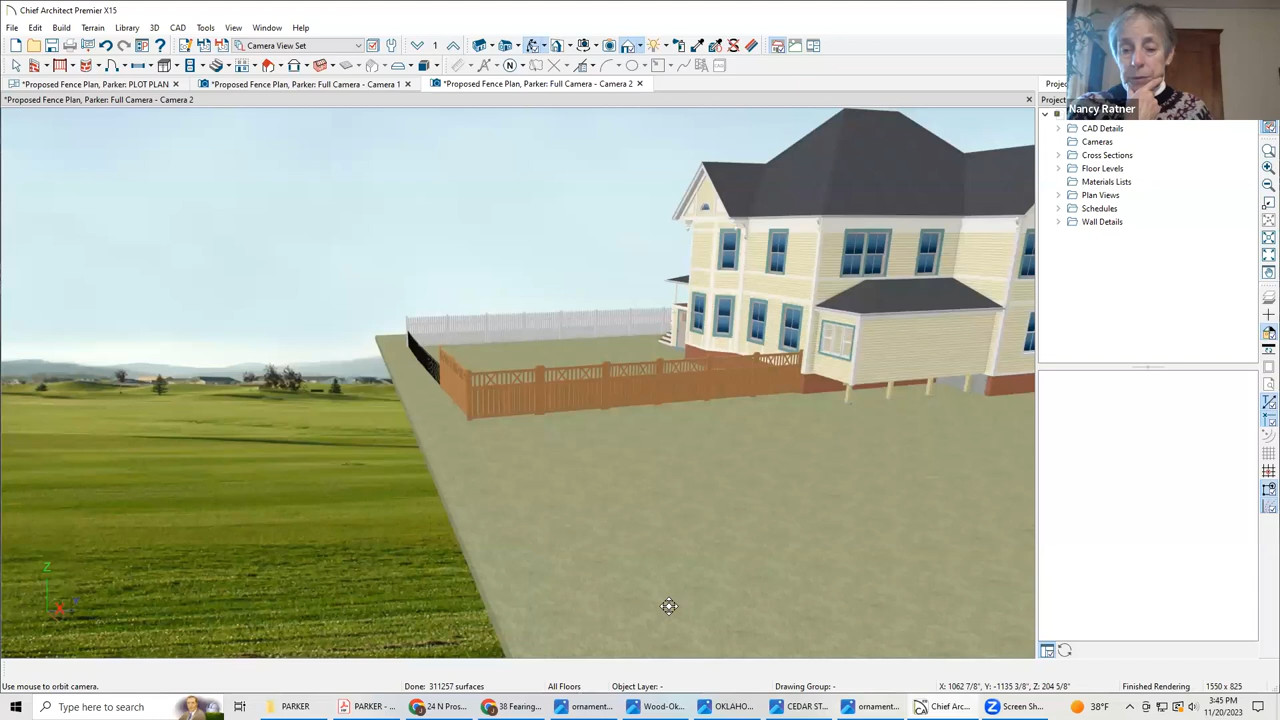 Chief Architect Premier X15
File Edit Build Terrain Library 3D CAD Tools View Window Help
Camera View Set
1
*Proposed Fence Plan, Parker: PLOT PLAN
*Proposed Fence Plan, Parker: Full Camera - Camera 1
*Proposed Fence Plan, Parker: Full Camera - Camera 2
Proje
*Proposed Fence Plan, Parker: Full Camera - Camera 2
Project
Nancy Ratner
CAD Details
Cameras
Cross Sections
Floor Levels
Materials Lists
Plan Views
Schedules
Wall Details
Z
Use mouse to orbit camera.
Done: 311257 surfaces
All Floors
Object Layer: -
Drawing Group: -
X: 1062 7/8", Y: -1135 3/8", Z: 204 5/8"
Finished Rendering
1550 x 825
Type here to search
PARKER
PARKER - ...
24 N Pros...
38 Fearing...
ornament...
Wood-Ok...
OKLAHO...
CEDAR ST...
ornament...
Chief Arc...
Screen Sh...
38°F
3:45 PM
11/20/2023